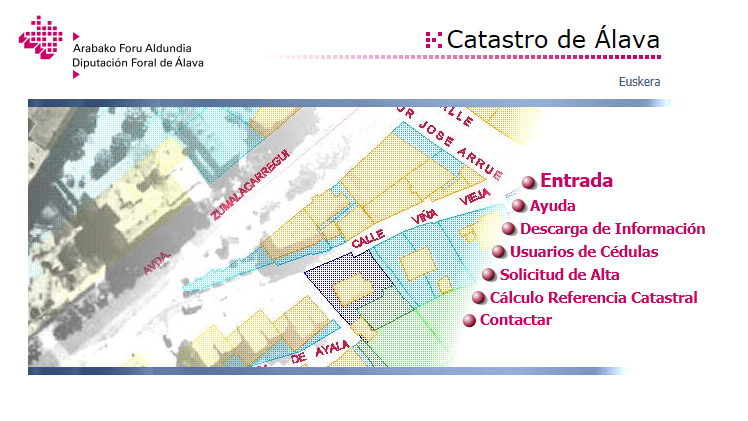 Arabako Foru Aldundia
Diputación Foral de Álava
Catastro de Álava
Euskera
CALLE
UR JOSE ARRUE
AVDA. ZUMALACARREGUI
CALLE VIÑA VIEJA
DE AYALA
Entrada
Ayuda
Descarga de Información
Usuarios de Cédulas
Solicitud de Alta
Cálculo Referencia Catastral
Contactar